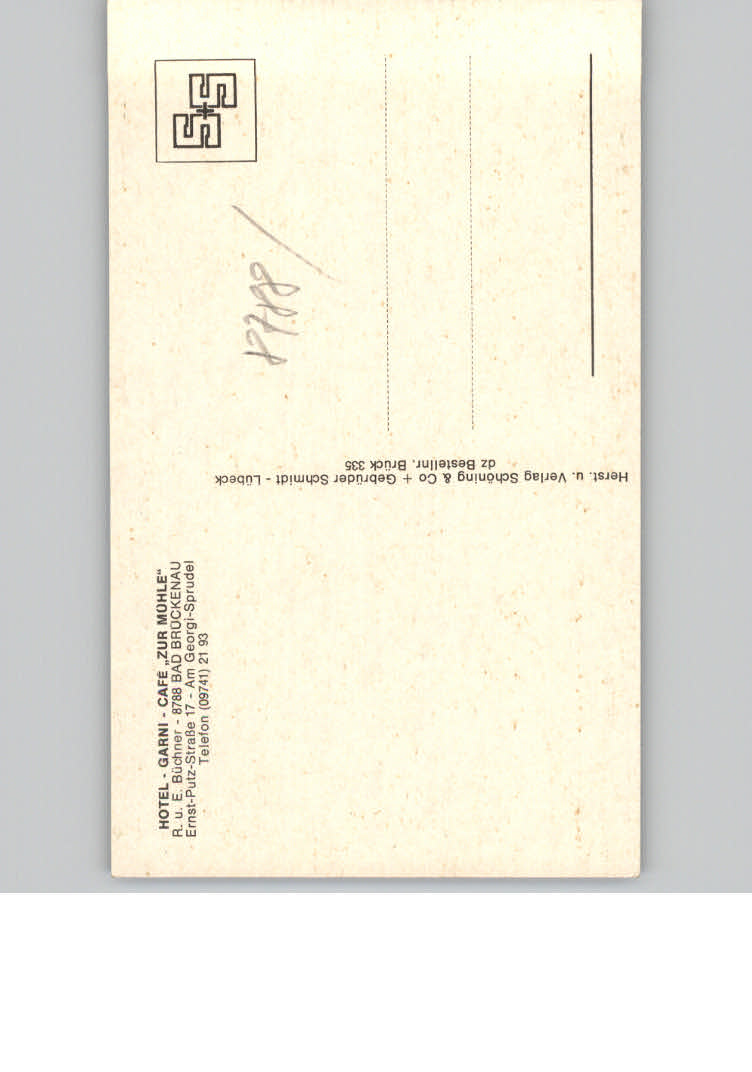 HOTEL - GARNI - CAFÉ „ZUR MÜHLE“
R. u. E. Büchner - 8788 BAD BRÜCKENAU
Ernst-Putz-Straße 17 - Am Georgi-Sprudel
Telefon (09741) 21 93
Herst. u. Verlag Schöning & Co + Gebrüder Schmidt - Lübeck
dz Bestellnr. Brück 335
S+S